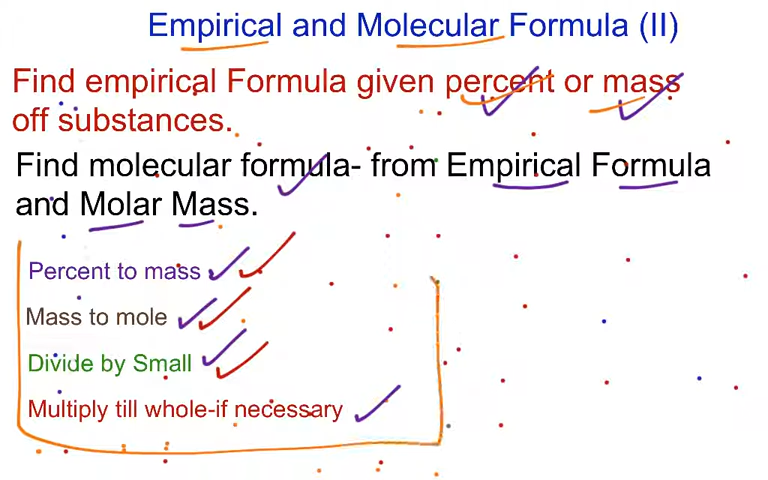 Empirical and Molecular Formula (II)
Find empirical Formula given percent or mass
off substances.
Find molecular formula- from Empirical Formula
and Molar Mass.
Percent to mass
Mass to mole
Divide by Small
Multiply till whole-if necessary